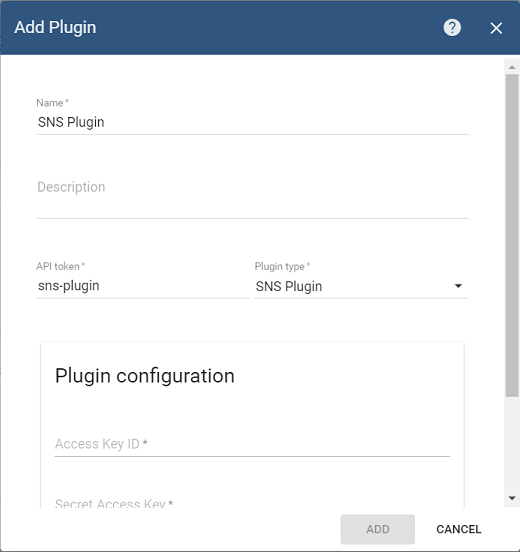 Add Plugin
Name *
SNS Plugin
Description
API token *
Plugin type *
sns-plugin
SNS Plugin
Plugin configuration
Access Key ID *
Secret Access Key *
ADD
CANCEL